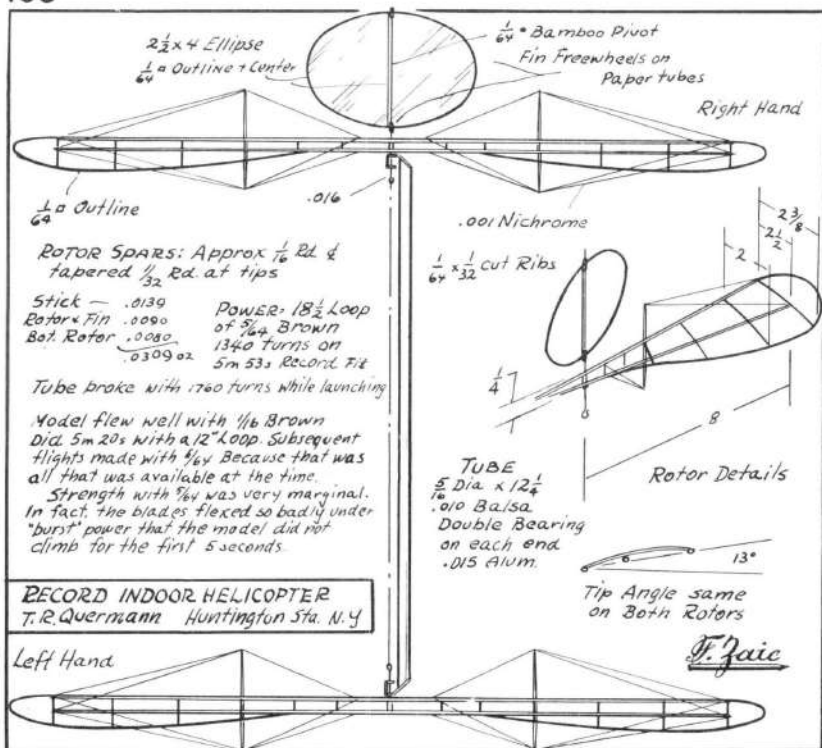 2 1/2 x 4 Ellipse
1/64 □ Outline + Center
1/64 □ Bamboo Pivot
Fin Freewheels on
Paper tubes
Right Hand
1/64 □ Outline
.016
.001 Nichrome
ROTOR SPARS: Approx 1/16 Rd &
tapered 1/32 Rd. at tips
Stick — .0139
Rotor & Fin .0090
Bot. Rotor .0080
.0309 oz
POWER: 18 1/2 Loop
of 5/64 Brown
1340 turns on
5m 53s Record Flt
Tube broke with 1760 turns while launching
Model flew well with 1/16 Brown
Did 5m 20s with a 12" Loop. Subsequent
flights made with 5/64 Because that was
all that was available at the time.
Strength with 5/64 was very marginal.
In fact, the blades flexed so badly under
"burst" power that the model did not
climb for the first 5 seconds.
1/64 x 1/32 cut Ribs
2 3/8
2 1/2
2
1/4
8
TUBE
5/16 Dia x 12 1/4
.010 Balsa
Double Bearing
on each end
.015 Alum.
Rotor Details
13°
Tip Angle same
on Both Rotors
RECORD INDOOR HELICOPTER
T.R. Quermann Huntington Sta. N.Y
F. Zaic
Left Hand